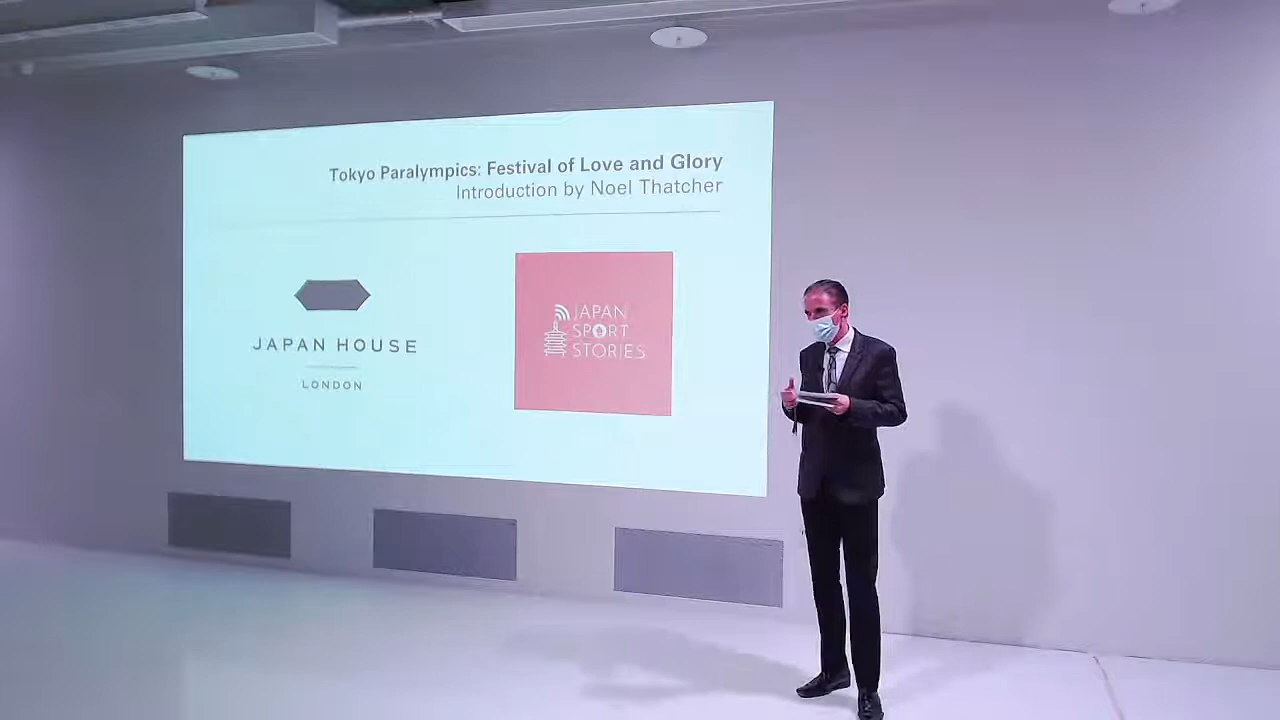 Tokyo Paralympics: Festival of Love and Glory
Introduction by Noel Thatcher
JAPAN HOUSE
LONDON
JAPAN
SPORT
STORIES